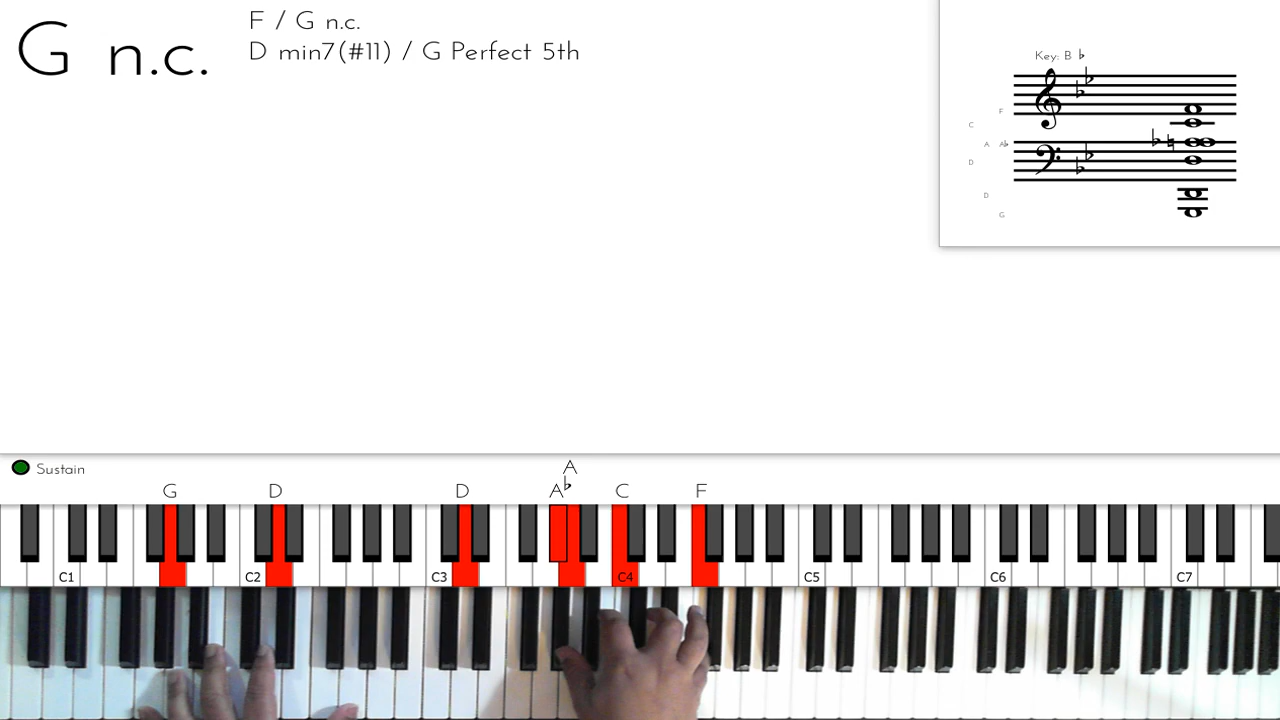 G n.c.
F / G n.c.
D min7(#11) / G Perfect 5th
Key: B ♭
F
C
A A♭
D
D
G
Sustain
A
G D D A♭ C F
C1 C2 C3 C4 C5 C6 C7